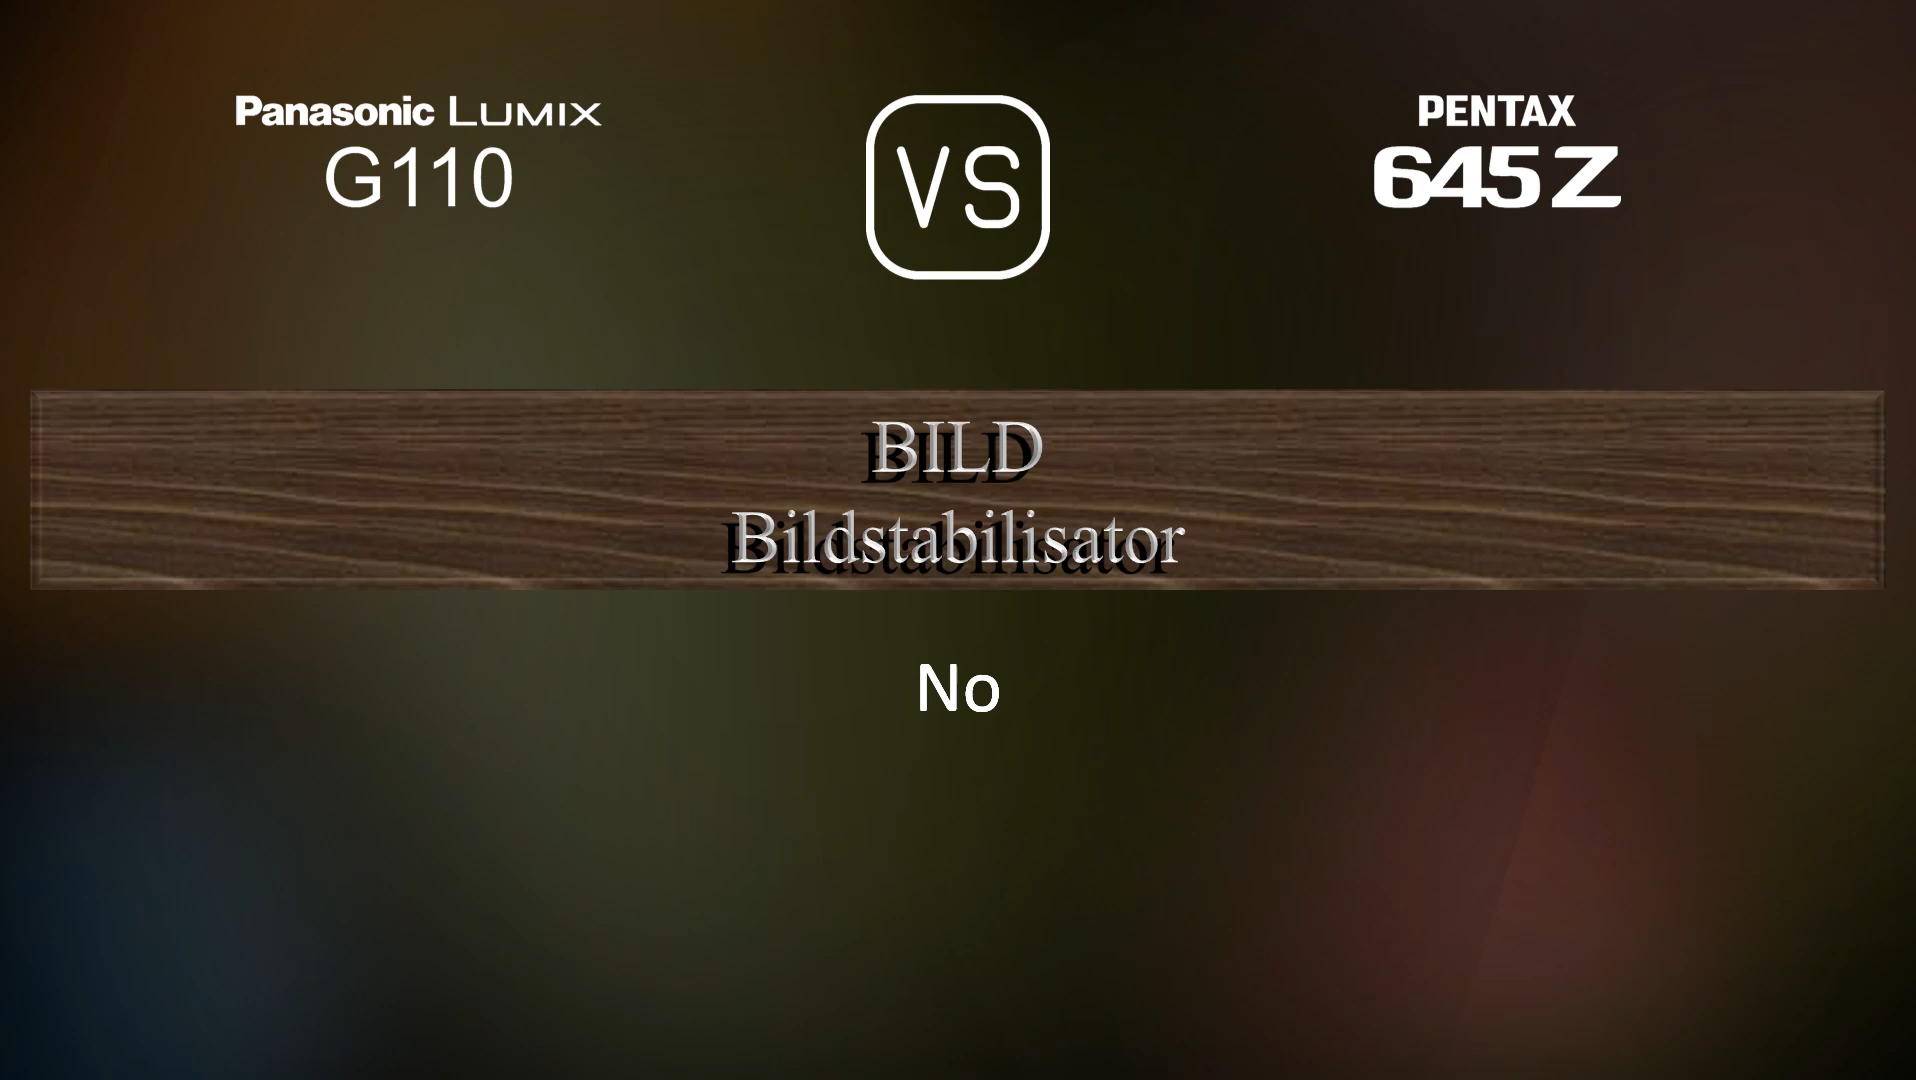 Panasonic LUMIX
G110
VS
PENTAX
645Z
BILD
Bildstabilisator
No